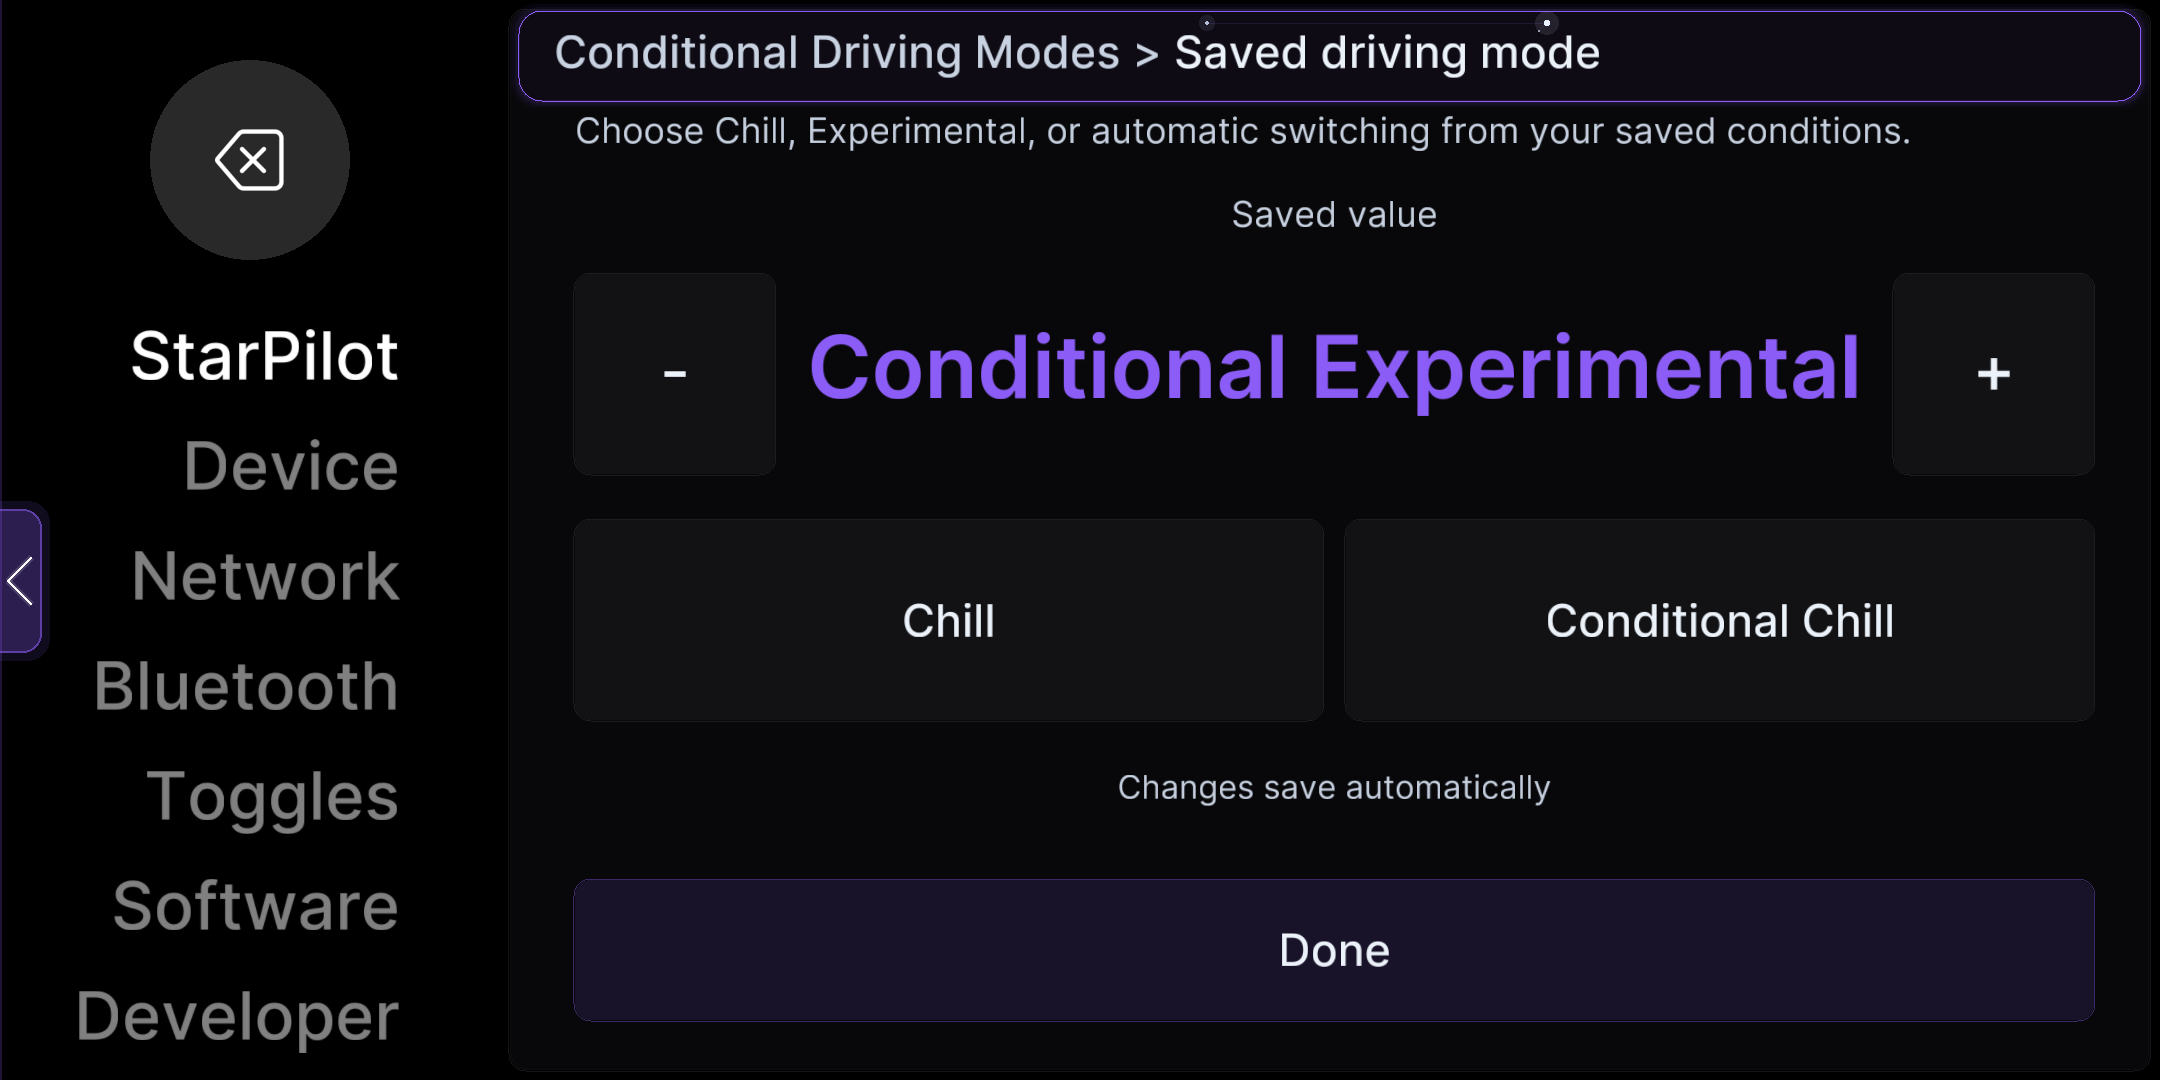 StarPilot
Device
Network
Bluetooth
Toggles
Software
Developer
Conditional Driving Modes > Saved driving mode
Choose Chill, Experimental, or automatic switching from your saved conditions.
Saved value
- Conditional Experimental +
Chill
Conditional Chill
Changes save automatically
Done